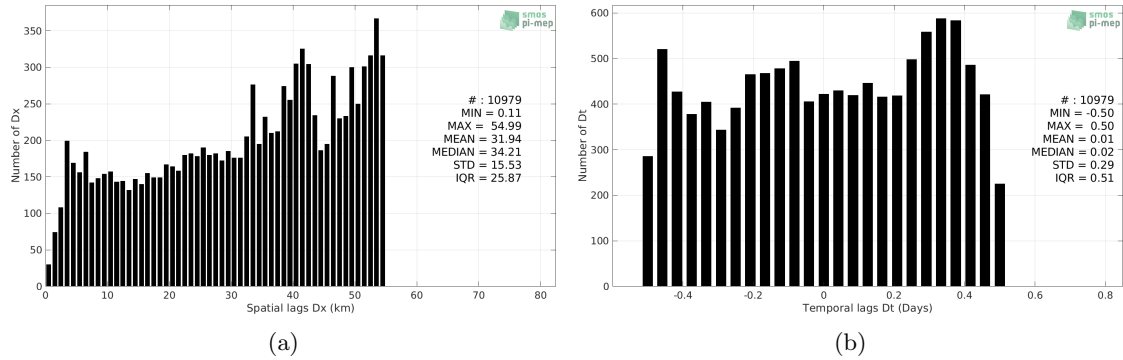 350
300
250
200
150
100
50
0
Number of Dx
0 10 20 30 40 50 60 70 80
Spatial lags Dx (km)
smos
pi-mep
# : 10979
MIN = 0.11
MAX = 54.99
MEAN = 31.94
MEDIAN = 34.21
STD = 15.53
IQR = 25.87
(a)
600
500
400
300
200
100
0
Number of Dt
-0.4 -0.2 0 0.2 0.4 0.6 0.8
Temporal lags Dt (Days)
smos
pi-mep
# : 10979
MIN = -0.50
MAX = 0.50
MEAN = 0.01
MEDIAN = 0.02
STD = 0.29
IQR = 0.51
(b)